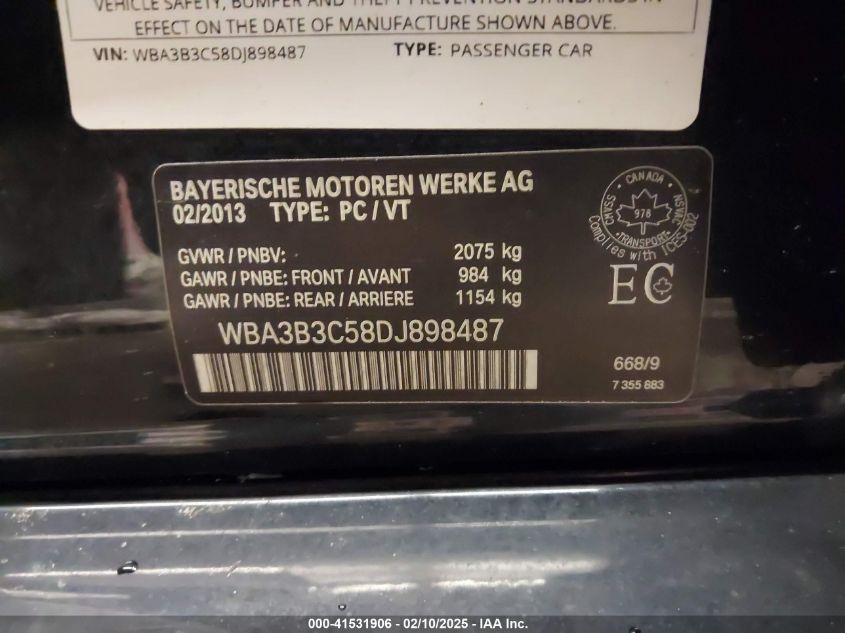 VEHICLE SAFETY, BUMPER AND THEFT PREVENTION STANDARDS IN
EFFECT ON THE DATE OF MANUFACTURE SHOWN ABOVE.
VIN: WBA3B3C58DJ898487 TYPE: PASSENGER CAR
BAYERISCHE MOTOREN WERKE AG
02/2013 TYPE: PC / VT
GVWR / PNBV: 2075 kg
GAWR / PNBE: FRONT / AVANT 984 kg
GAWR / PNBE: REAR / ARRIERE 1154 kg
WBA3B3C58DJ898487
CANADA
CMVSS
NSVAC
978
TRANSPORT
Complies with ICES-002
EC
668/9
7 355 883
000-41531906 - 02/10/2025 - IAA Inc.